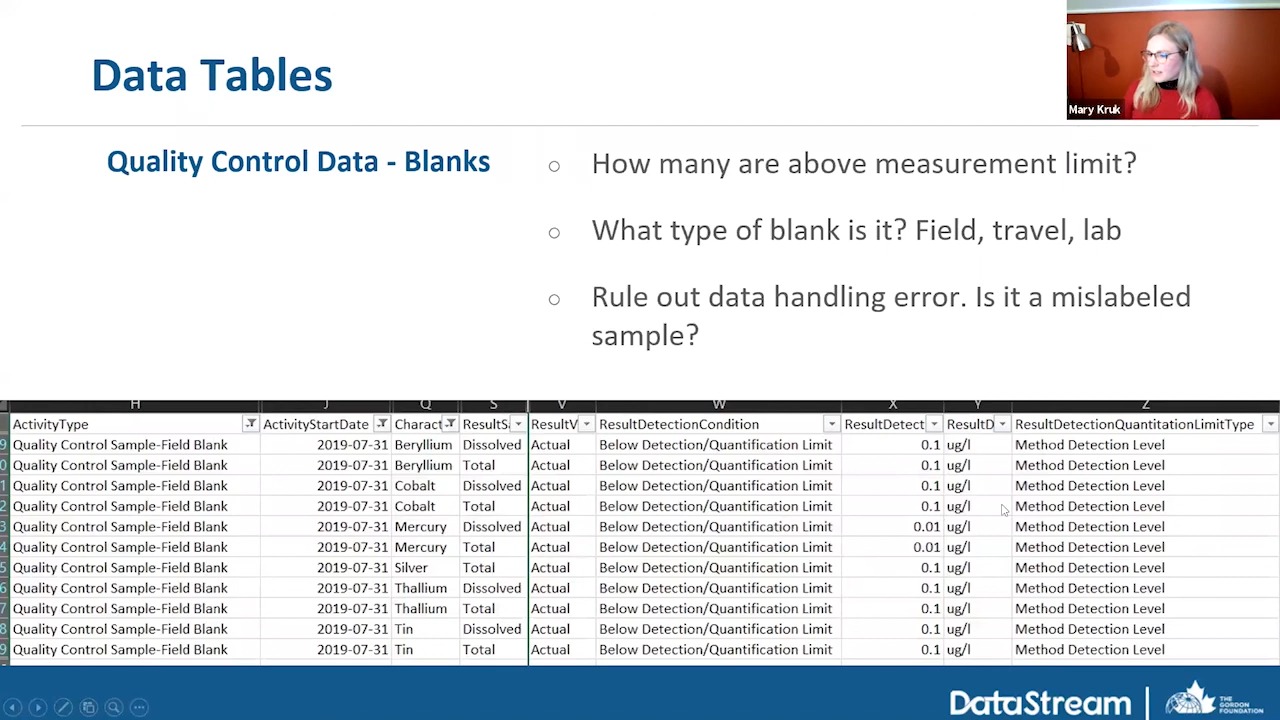 Data Tables
Mary Kruk
Quality Control Data - Blanks
○ How many are above measurement limit?
○ What type of blank is it? Field, travel, lab
○ Rule out data handling error. Is it a mislabeled
sample?
H J Q S V W X Y Z
ActivityType ActivityStartDate Charact ResultSa ResultV ResultDetectionCondition ResultDetect ResultD ResultDetectionQuantitationLimitType
9 Quality Control Sample-Field Blank 2019-07-31 Beryllium Dissolved Actual Below Detection/Quantification Limit 0.1 ug/l Method Detection Level
0 Quality Control Sample-Field Blank 2019-07-31 Beryllium Total Actual Below Detection/Quantification Limit 0.1 ug/l Method Detection Level
1 Quality Control Sample-Field Blank 2019-07-31 Cobalt Dissolved Actual Below Detection/Quantification Limit 0.1 ug/l Method Detection Level
2 Quality Control Sample-Field Blank 2019-07-31 Cobalt Total Actual Below Detection/Quantification Limit 0.1 ug/l Method Detection Level
3 Quality Control Sample-Field Blank 2019-07-31 Mercury Dissolved Actual Below Detection/Quantification Limit 0.01 ug/l Method Detection Level
4 Quality Control Sample-Field Blank 2019-07-31 Mercury Total Actual Below Detection/Quantification Limit 0.01 ug/l Method Detection Level
5 Quality Control Sample-Field Blank 2019-07-31 Silver Total Actual Below Detection/Quantification Limit 0.1 ug/l Method Detection Level
6 Quality Control Sample-Field Blank 2019-07-31 Thallium Dissolved Actual Below Detection/Quantification Limit 0.1 ug/l Method Detection Level
7 Quality Control Sample-Field Blank 2019-07-31 Thallium Total Actual Below Detection/Quantification Limit 0.1 ug/l Method Detection Level
8 Quality Control Sample-Field Blank 2019-07-31 Tin Dissolved Actual Below Detection/Quantification Limit 0.1 ug/l Method Detection Level
9 Quality Control Sample-Field Blank 2019-07-31 Tin Total Actual Below Detection/Quantification Limit 0.1 ug/l Method Detection Level
DataStream
THE
GORDON
FOUNDATION